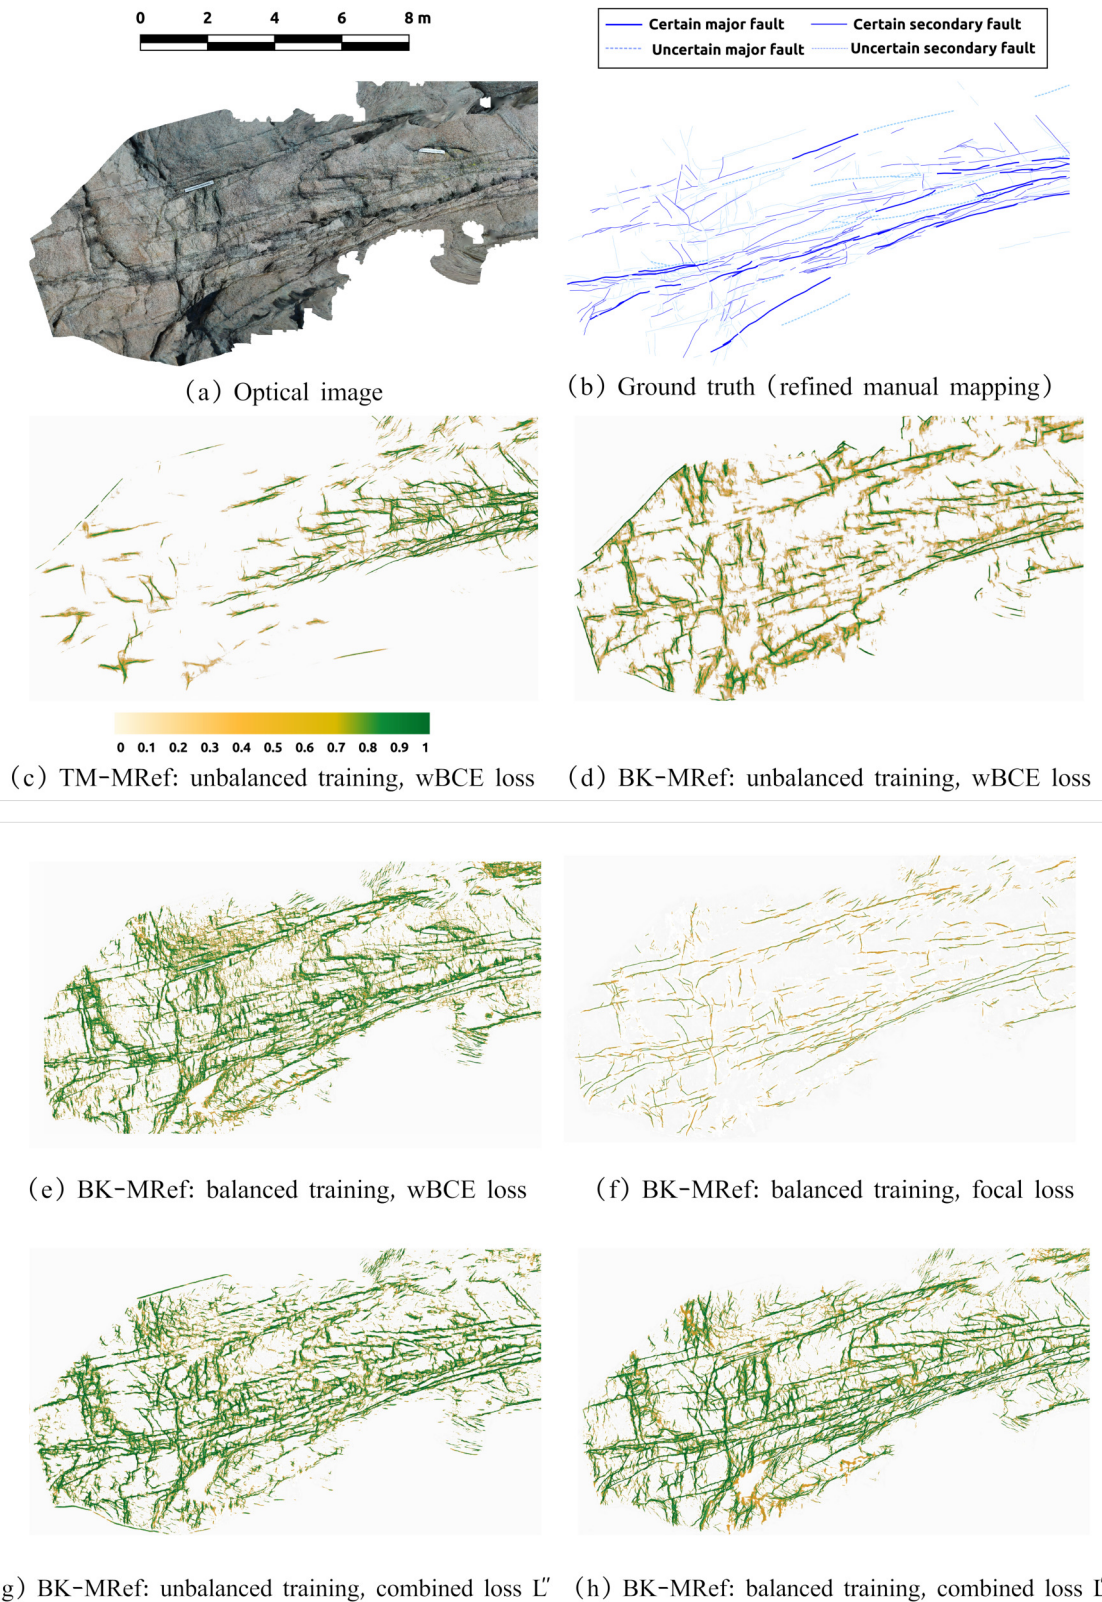 0 2 4 6 8 m
Certain major fault Certain secondary fault
Uncertain major fault Uncertain secondary fault
(a) Optical image
(b) Ground truth (refined manual mapping)
0 0.1 0.2 0.3 0.4 0.5 0.6 0.7 0.8 0.9 1
(c) TM-MRef: unbalanced training, wBCE loss
(d) BK-MRef: unbalanced training, wBCE loss
(e) BK-MRef: balanced training, wBCE loss
(f) BK-MRef: balanced training, focal loss
g) BK-MRef: unbalanced training, combined loss L″
(h) BK-MRef: balanced training, combined loss